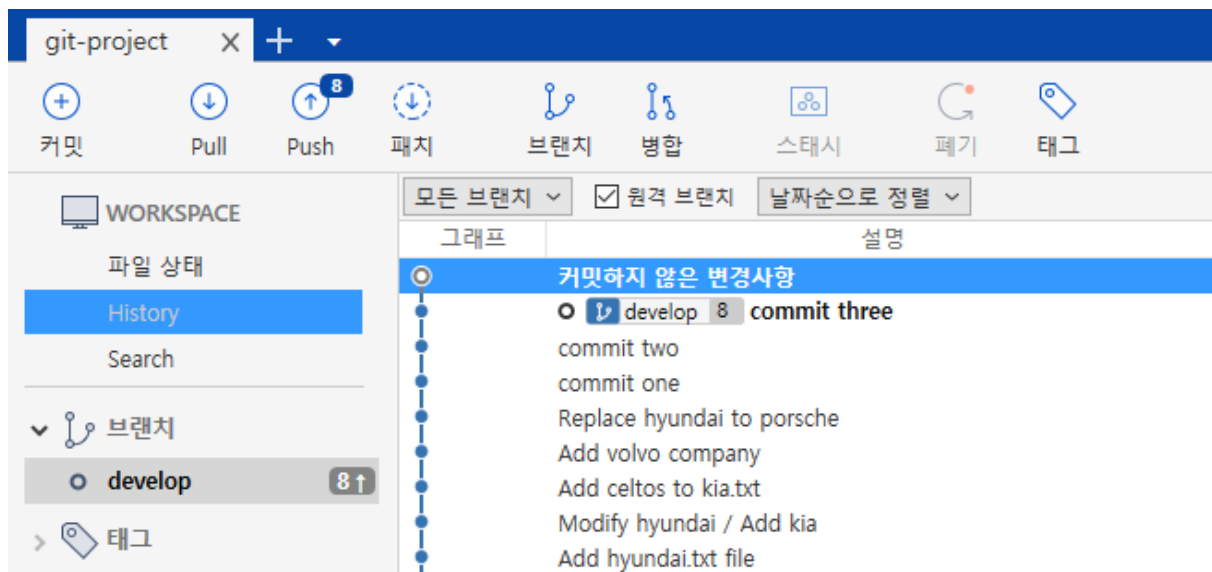 git-project
8
커밋 Pull Push 패치 브랜치 병합 스태시 폐기 태그
WORKSPACE
파일 상태
History
Search
브랜치
develop 8↑
태그
모든 브랜치 원격 브랜치 날짜순으로 정렬
그래프 설명
커밋하지 않은 변경사항
develop 8 commit three
commit two
commit one
Replace hyundai to porsche
Add volvo company
Add celtos to kia.txt
Modify hyundai / Add kia
Add hyundai.txt file